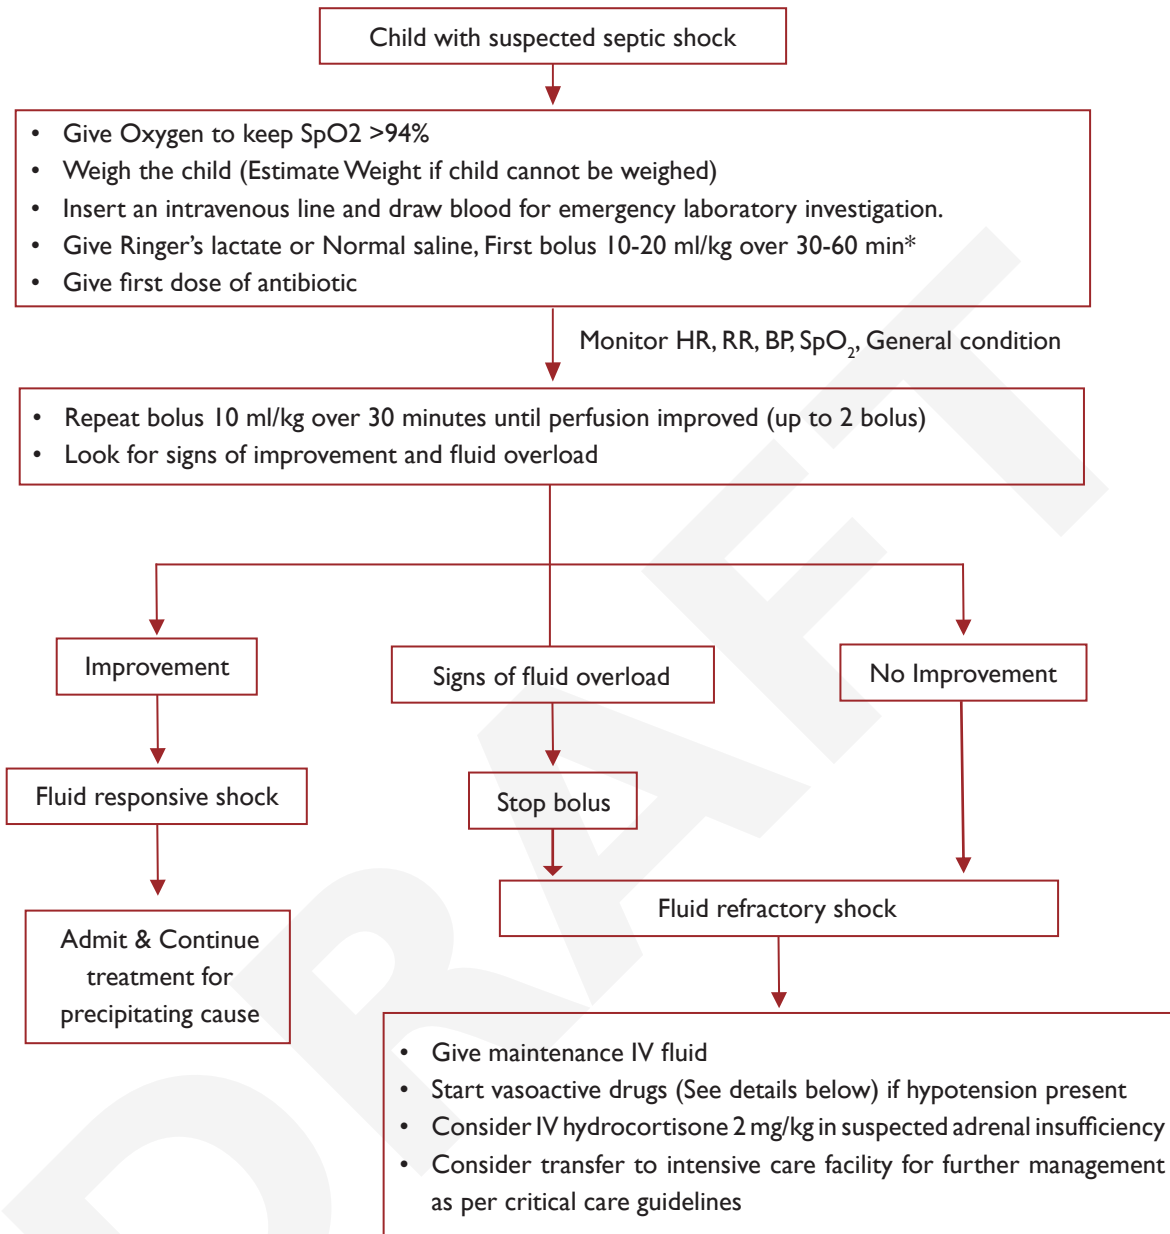 Child with suspected septic shock
• Give Oxygen to keep SpO2 >94%
• Weigh the child (Estimate Weight if child cannot be weighed)
• Insert an intravenous line and draw blood for emergency laboratory investigation.
• Give Ringer's lactate or Normal saline, First bolus 10-20 ml/kg over 30-60 min*
• Give first dose of antibiotic
Monitor HR, RR, BP, SpO₂, General condition
• Repeat bolus 10 ml/kg over 30 minutes until perfusion improved (up to 2 bolus)
• Look for signs of improvement and fluid overload
Improvement
Signs of fluid overload
No Improvement
Fluid responsive shock
Stop bolus
Fluid refractory shock
Admit & Continue
treatment for
precipitating cause
• Give maintenance IV fluid
• Start vasoactive drugs (See details below) if hypotension present
• Consider IV hydrocortisone 2 mg/kg in suspected adrenal insufficiency
• Consider transfer to intensive care facility for further management
as per critical care guidelines
DRAFT